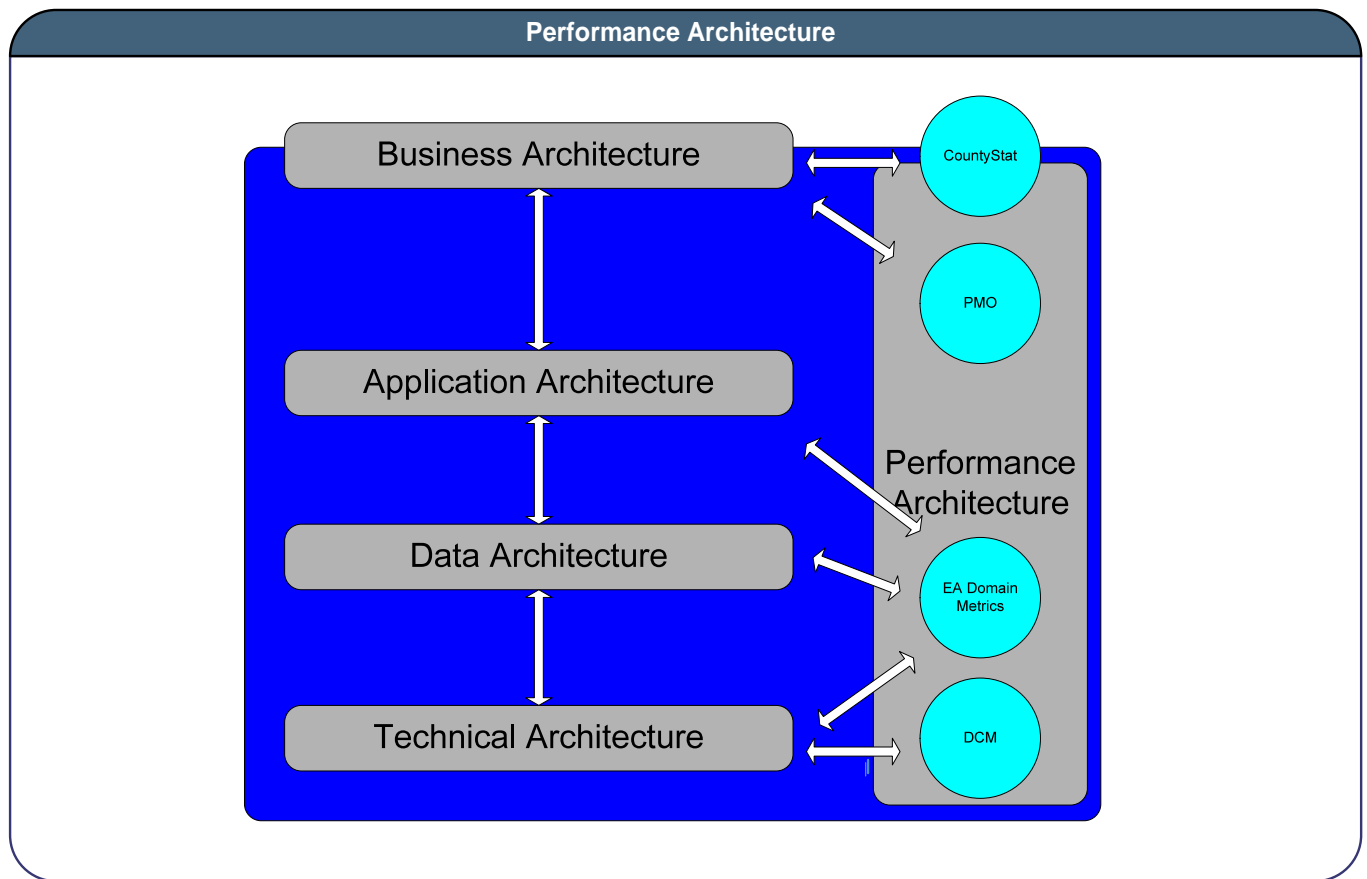 Performance Architecture
Business Architecture
CountyStat
PMO
Application Architecture
Performance
Architecture
Data Architecture
EA Domain
Metrics
Technical Architecture
DCM